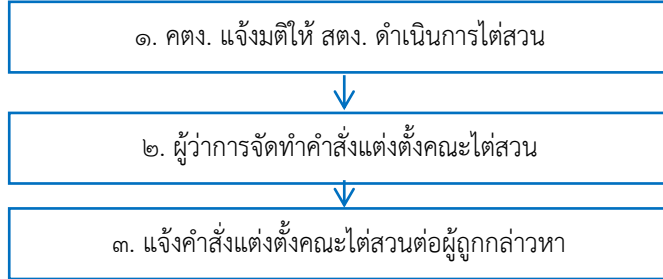 ๑. คตง. แจ้งมติให้ สตง. ดำเนินการไต่สวน
๒. ผู้ว่าการจัดทำคำสั่งแต่งตั้งคณะไต่สวน
๓. แจ้งคำสั่งแต่งตั้งคณะไต่สวนต่อผู้ถูกกล่าวหา